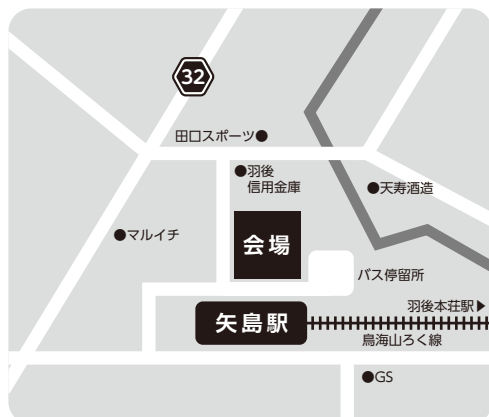 32
田口スポーツ●
●羽後
信用金庫
●天寿酒造
●マルイチ
会場
バス停留所
羽後本荘駅▶
矢島駅
鳥海山ろく線
●GS